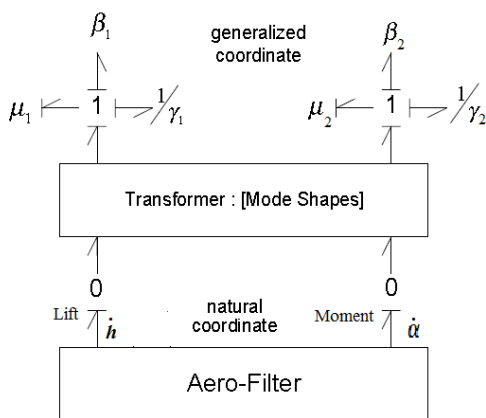 β₁ generalized coordinate β₂
μ₁ 1 1/γ₁ μ₂ 1 1/γ₂
Transformer : [Mode Shapes]
0 0
Lift ḣ natural coordinate Moment α̇
Aero-Filter